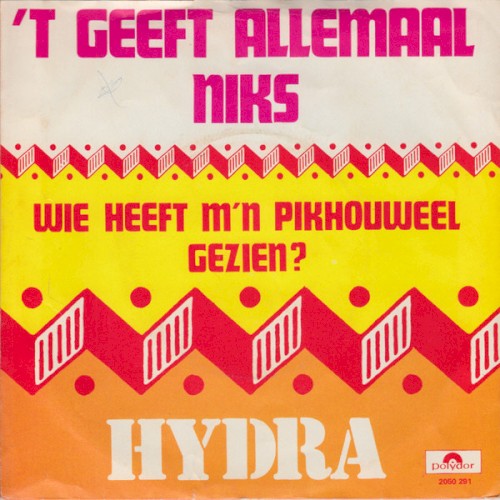 'T GEEFT ALLEMAAL
NIKS
WIE HEEFT M'N PIKHOUWEEL
GEZIEN?
HYDRA
polydor
2050 291